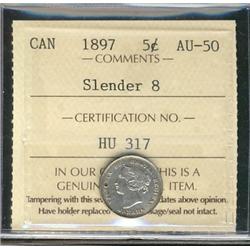 CAN 1897 5¢ AU-50
COMMENTS
Slender 8
CERTIFICATION NO.
HU 317
IN OUR THIS IS A
GENUIN ITEM.
Tampering with this se dates above opinion.
Have holder replaced age/seal not intact.